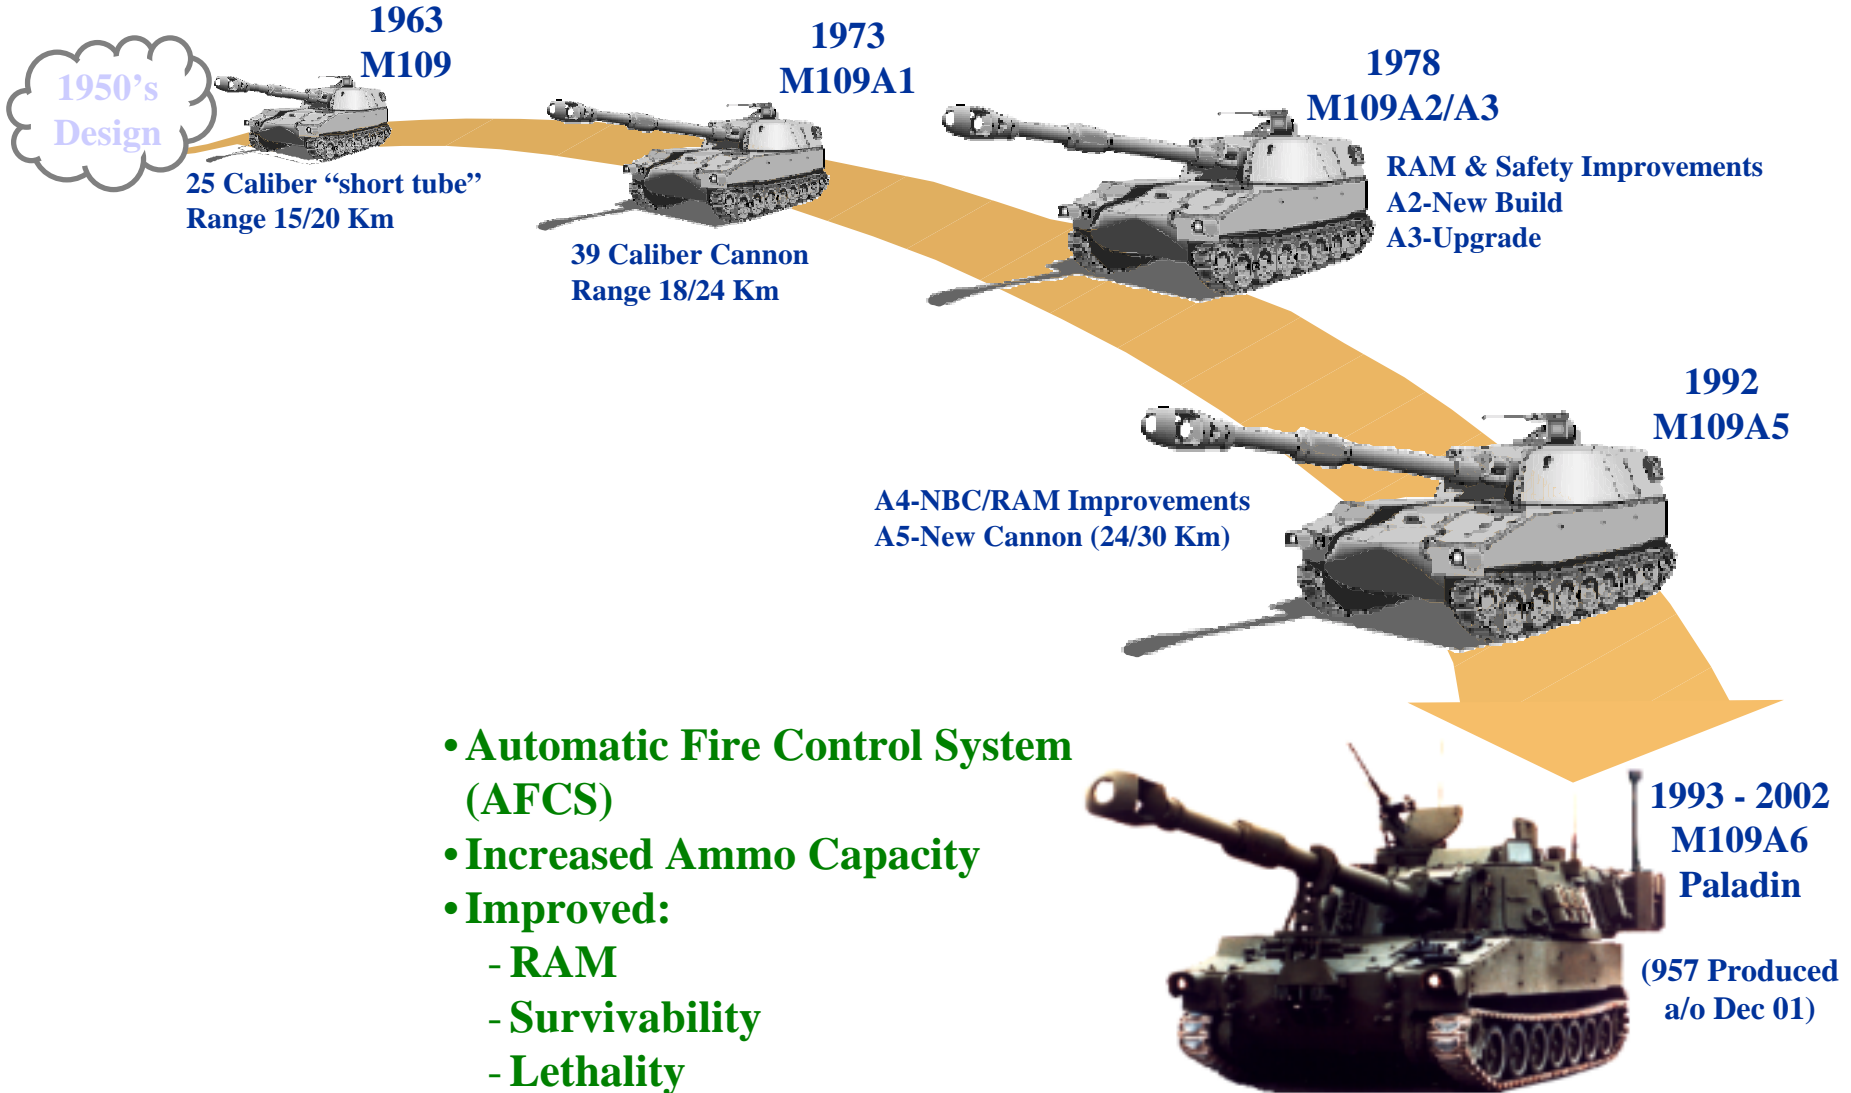 1950's
Design
1963
M109
25 Caliber “short tube”
Range 15/20 Km
1973
M109A1
39 Caliber Cannon
Range 18/24 Km
1978
M109A2/A3
RAM & Safety Improvements
A2-New Build
A3-Upgrade
1992
M109A5
A4-NBC/RAM Improvements
A5-New Cannon (24/30 Km)
• Automatic Fire Control System
(AFCS)
• Increased Ammo Capacity
• Improved:
- RAM
- Survivability
- Lethality
1993 - 2002
M109A6
Paladin
(957 Produced
a/o Dec 01)